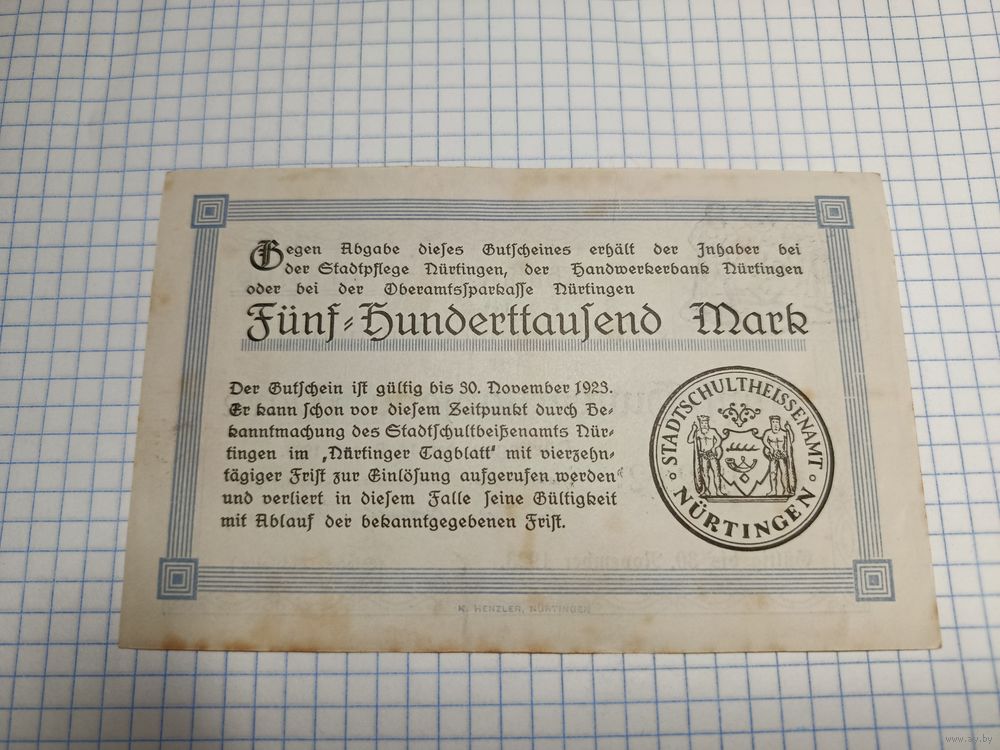 Gegen Abgabe dieses Gutscheines erhält der Inhaber bei
der Stadtpflege Nürtingen, der Handwerkerbank Nürtingen
oder bei der Oberamtssparkasse Nürtingen
Fünf-Hunderttausend Mark
Der Gutschein ist gültig bis 30. November 1923.
Er kann schon vor diesem Zeitpunkt durch Be-
kanntmachung des Stadtschultheißenamts Nür-
tingen im „Nürtinger Tagblatt" mit vierzehn-
tägiger Frist zur Einlösung aufgerufen werden
und verliert in diesem Falle seine Gültigkeit
mit Ablauf der bekanntgegebenen Frist.
STADTSCHULTHEISSENAMT
NÜRTINGEN
K. HENZLER, NÜRTINGEN
www.ay.by